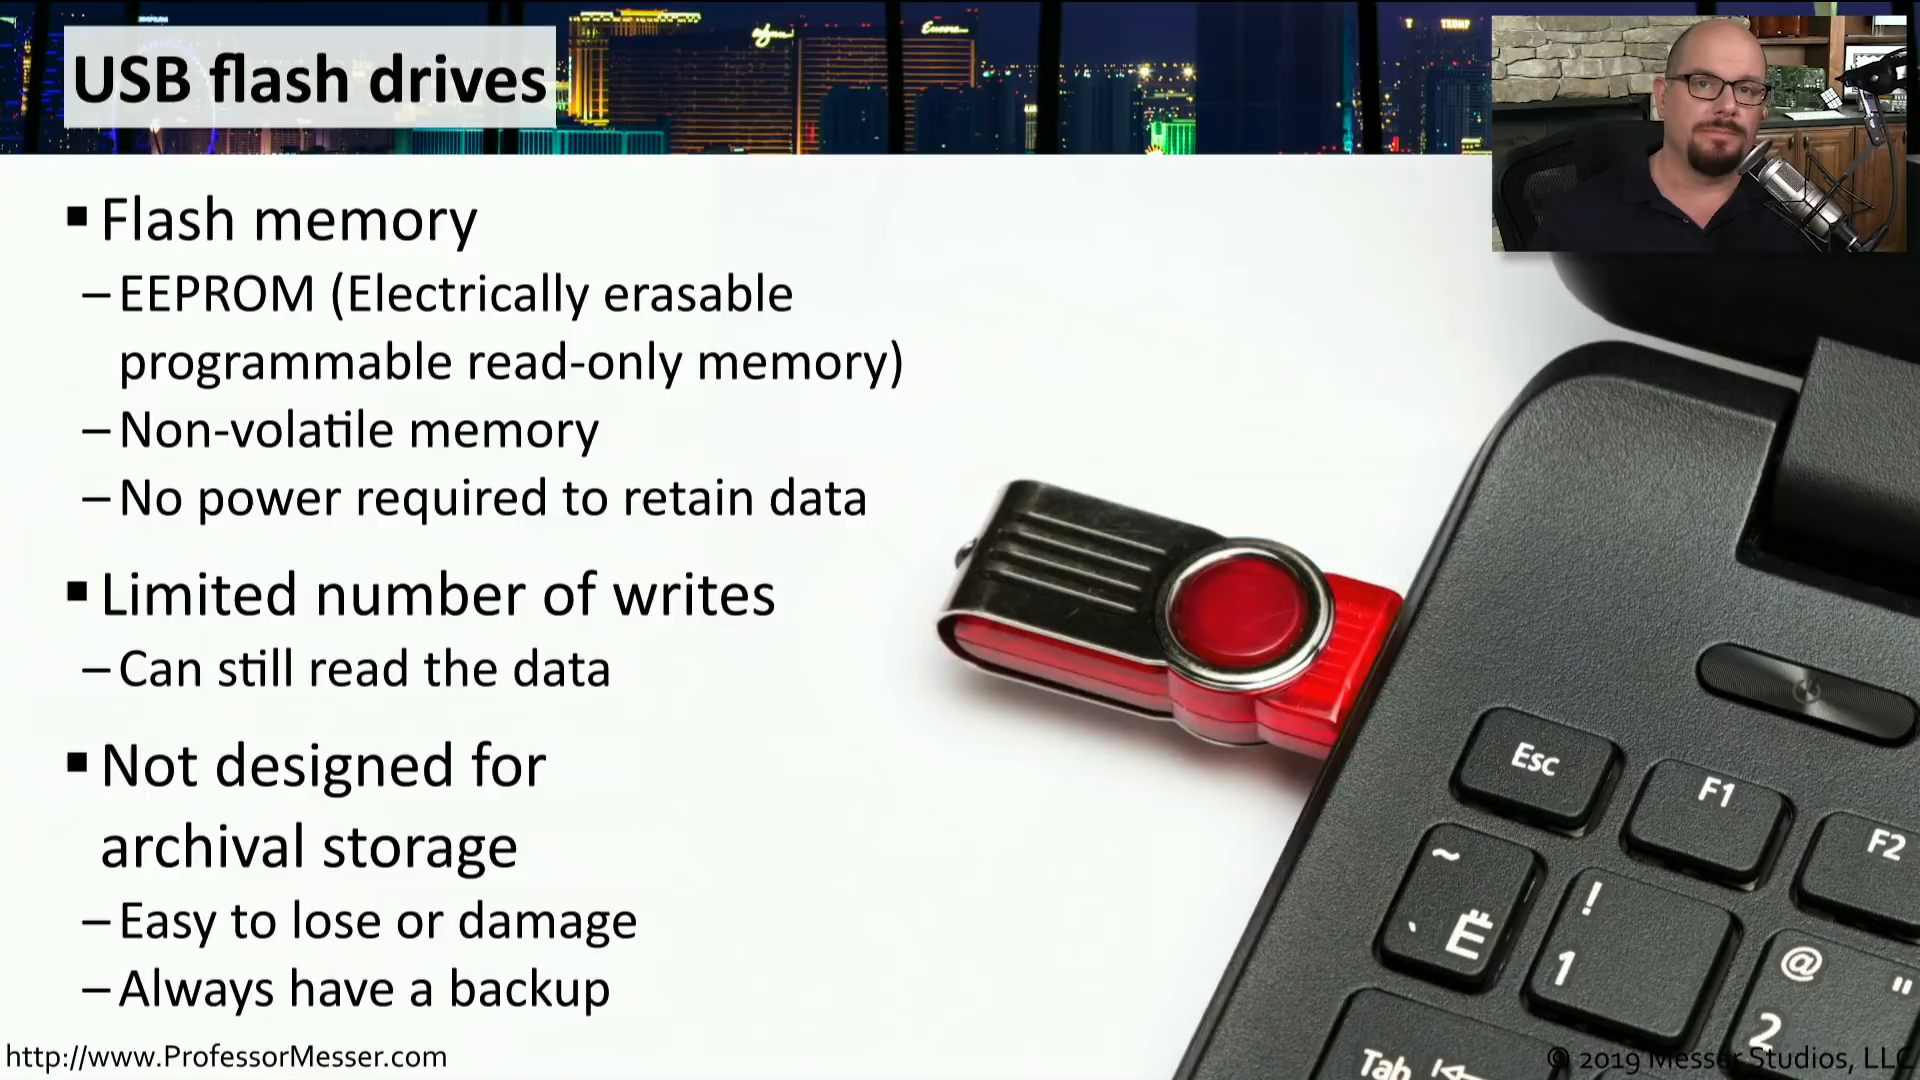 USB flash drives
Wynn
Encore
T TRUMP
▪ Flash memory
– EEPROM (Electrically erasable
programmable read-only memory)
– Non-volatile memory
– No power required to retain data
▪ Limited number of writes
– Can still read the data
▪ Not designed for
archival storage
– Easy to lose or damage
– Always have a backup
Esc
F1
F2
~
` Ё
!
1
@
2 "
Tab
http://www.ProfessorMesser.com
© 2019 Messer Studios, LLC